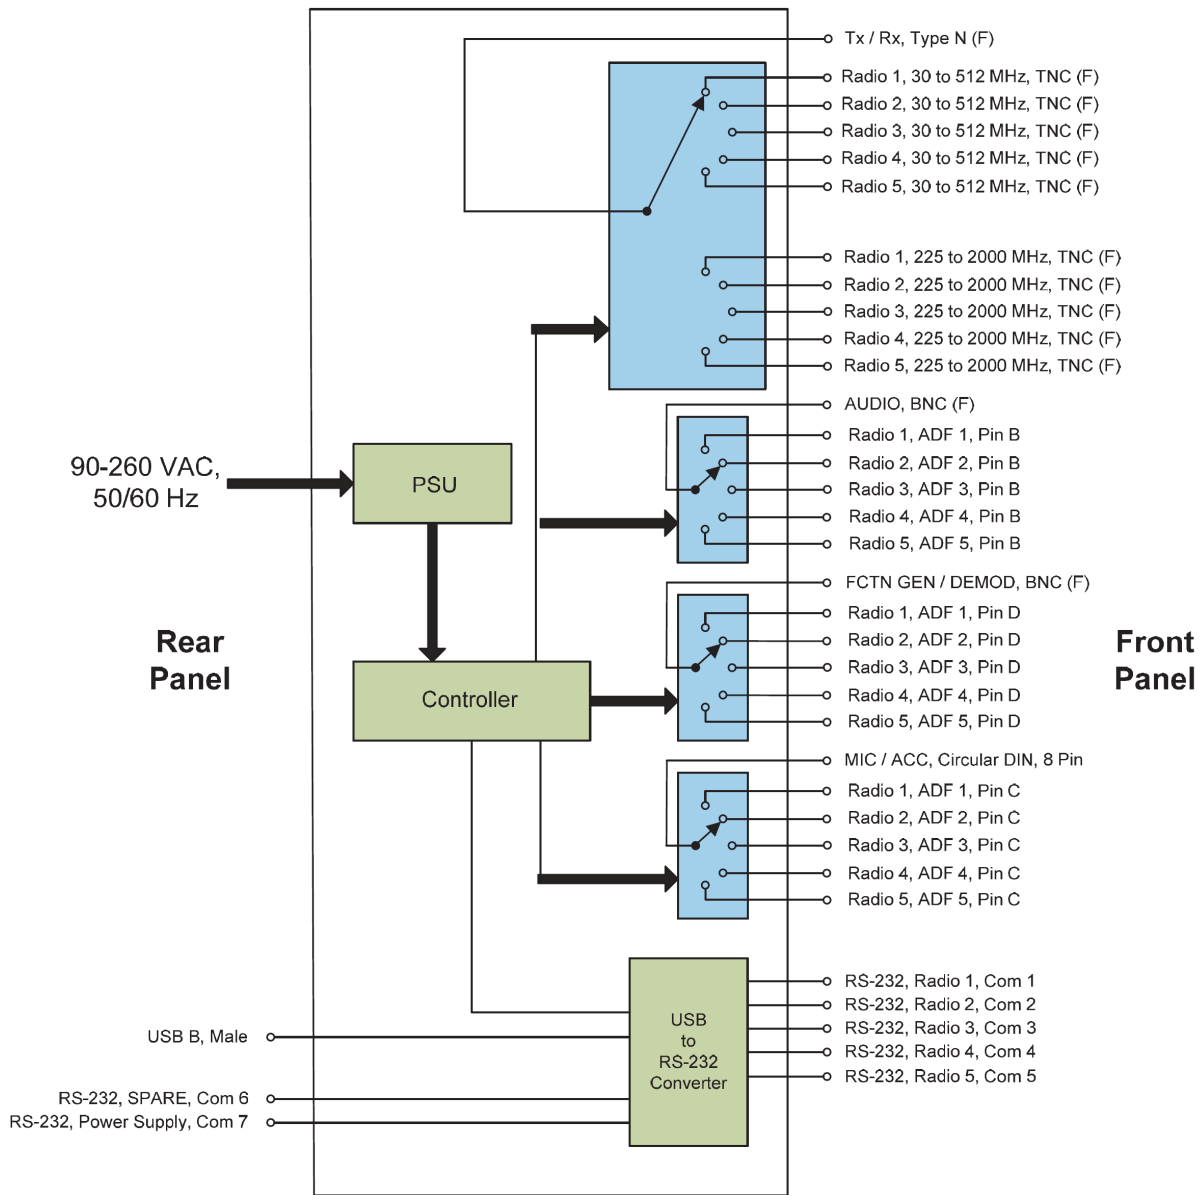 Tx / Rx, Type N (F)
Radio 1, 30 to 512 MHz, TNC (F)
Radio 2, 30 to 512 MHz, TNC (F)
Radio 3, 30 to 512 MHz, TNC (F)
Radio 4, 30 to 512 MHz, TNC (F)
Radio 5, 30 to 512 MHz, TNC (F)
Radio 1, 225 to 2000 MHz, TNC (F)
Radio 2, 225 to 2000 MHz, TNC (F)
Radio 3, 225 to 2000 MHz, TNC (F)
Radio 4, 225 to 2000 MHz, TNC (F)
Radio 5, 225 to 2000 MHz, TNC (F)
AUDIO, BNC (F)
Radio 1, ADF 1, Pin B
Radio 2, ADF 2, Pin B
Radio 3, ADF 3, Pin B
Radio 4, ADF 4, Pin B
Radio 5, ADF 5, Pin B
90-260 VAC,
50/60 Hz
PSU
FCTN GEN / DEMOD, BNC (F)
Radio 1, ADF 1, Pin D
Radio 2, ADF 2, Pin D
Radio 3, ADF 3, Pin D
Radio 4, ADF 4, Pin D
Radio 5, ADF 5, Pin D
Rear
Panel
Controller
Front
Panel
MIC / ACC, Circular DIN, 8 Pin
Radio 1, ADF 1, Pin C
Radio 2, ADF 2, Pin C
Radio 3, ADF 3, Pin C
Radio 4, ADF 4, Pin C
Radio 5, ADF 5, Pin C
USB
to
RS-232
Converter
RS-232, Radio 1, Com 1
RS-232, Radio 2, Com 2
RS-232, Radio 3, Com 3
RS-232, Radio 4, Com 4
RS-232, Radio 5, Com 5
USB B, Male
RS-232, SPARE, Com 6
RS-232, Power Supply, Com 7